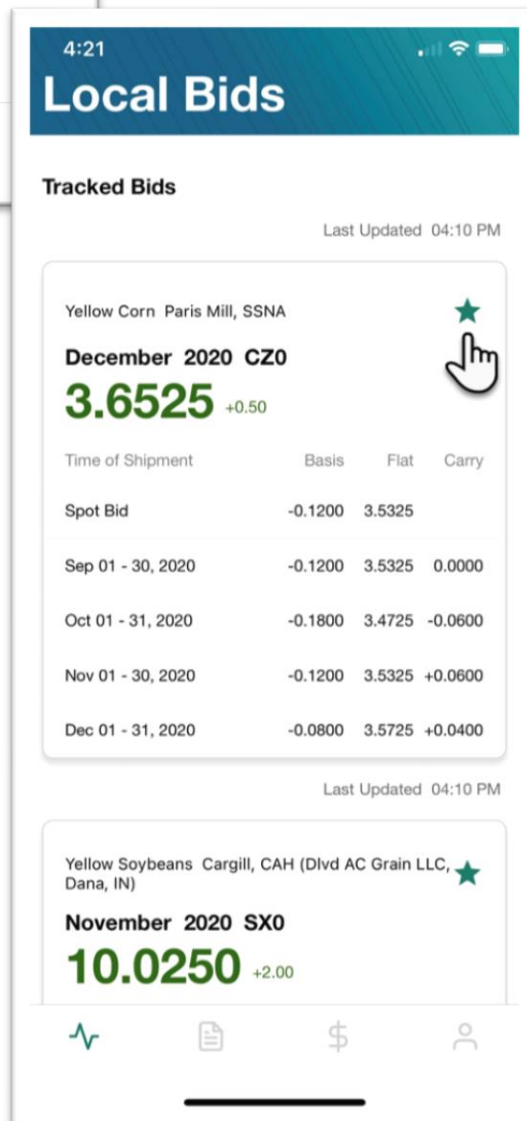 4:21
Local Bids
Tracked Bids
Last Updated 04:10 PM
Yellow Corn Paris Mill, SSNA
December 2020 CZ0
3.6525 +0.50
Time of Shipment Basis Flat Carry
Spot Bid -0.1200 3.5325
Sep 01 - 30, 2020 -0.1200 3.5325 0.0000
Oct 01 - 31, 2020 -0.1800 3.4725 -0.0600
Nov 01 - 30, 2020 -0.1200 3.5325 +0.0600
Dec 01 - 31, 2020 -0.0800 3.5725 +0.0400
Last Updated 04:10 PM
Yellow Soybeans Cargill, CAH (Dlvd AC Grain LLC,
Dana, IN)
November 2020 SX0
10.0250 +2.00